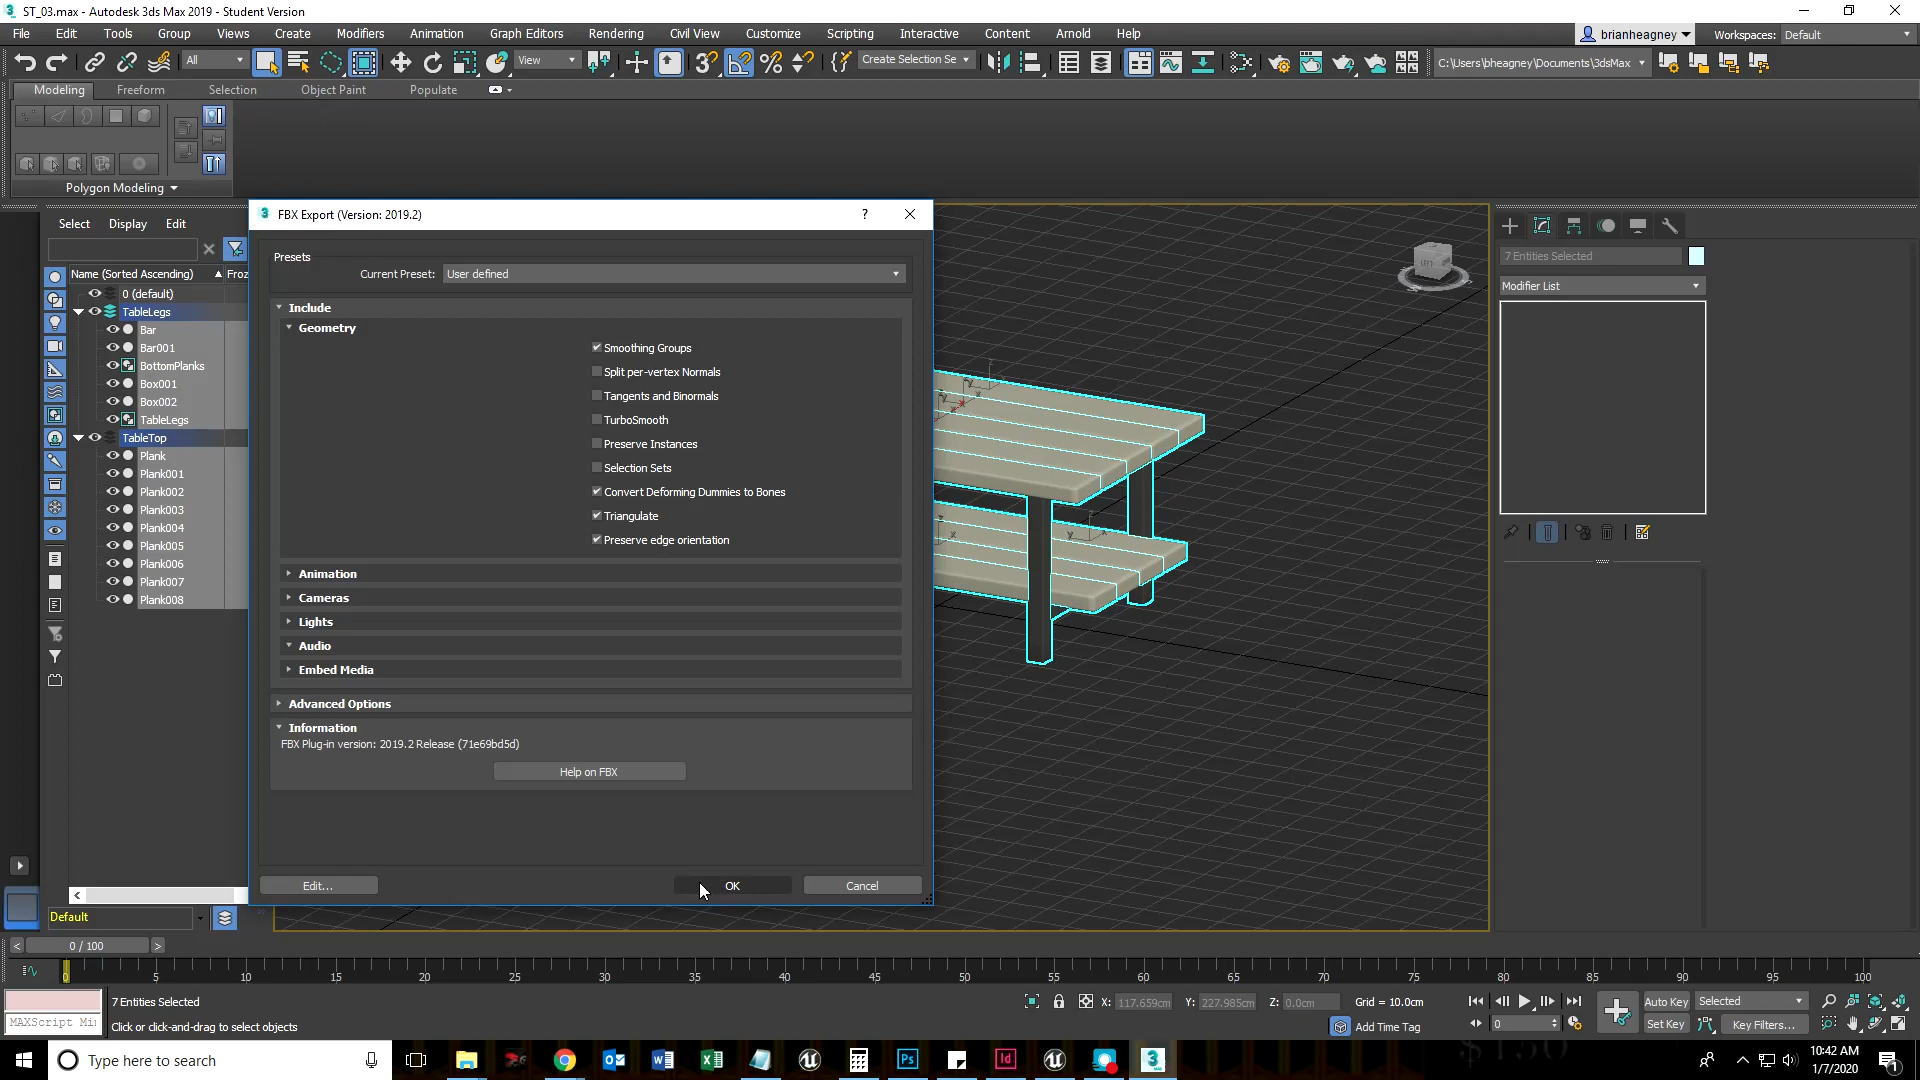 ST_03.max - Autodesk 3ds Max 2019 - Student Version
File Edit Tools Group Views Create Modifiers Animation Graph Editors Rendering Civil View Customize Scripting Interactive Content Arnold Help
brianheagney
Workspaces: Default
All
View
Create Selection Se
C:\Users\bheagney\Documents\3dsMax
Modeling Freeform Selection Object Paint Populate
Polygon Modeling
Select Display Edit
Name (Sorted Ascending) Froz
0 (default)
TableLegs
Bar
Bar001
BottomPlanks
Box001
Box002
TableLegs
TableTop
Plank
Plank001
Plank002
Plank003
Plank004
Plank005
Plank006
Plank007
Plank008
Default
FBX Export (Version: 2019.2)
?
Presets
Current Preset: User defined
Include
Geometry
Smoothing Groups
Split per-vertex Normals
Tangents and Binormals
TurboSmooth
Preserve Instances
Selection Sets
Convert Deforming Dummies to Bones
Triangulate
Preserve edge orientation
Animation
Cameras
Lights
Audio
Embed Media
Advanced Options
Information
FBX Plug-in version: 2019.2 Release (71e69bd5d)
Help on FBX
Edit...
OK
Cancel
7 Entities Selected
Modifier List
0 / 100
0 5 10 15 20 25 30 35 40 45 50 55 60 65 70 75 80 85 90 95 100
MAXScript Mi
7 Entities Selected
Click or click-and-drag to select objects
X: 117.659cm Y: 227.985cm Z: 0.0cm Grid = 10.0cm
Add Time Tag
0
Auto Key Selected
Set Key Key Filters...
Type here to search
10:42 AM
1/7/2020